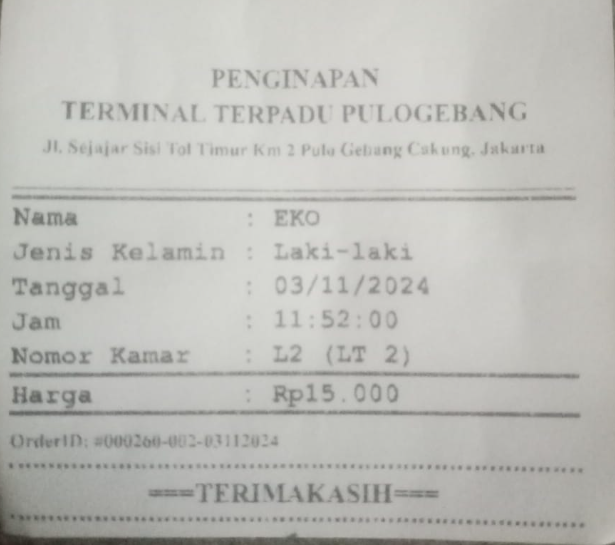 PENGINAPAN
TERMINAL TERPADU PULOGEBANG
Jl. Sejajar Sisi Tol Timur Km 2 Pulo Gebang Cakung, Jakarta
Nama : EKO
Jenis Kelamin : Laki-laki
Tanggal : 03/11/2024
Jam : 11:52:00
Nomor Kamar : L2 (LT 2)
Harga : Rp15.000
OrderID: #000260-002-03112024
===TERIMAKASIH===